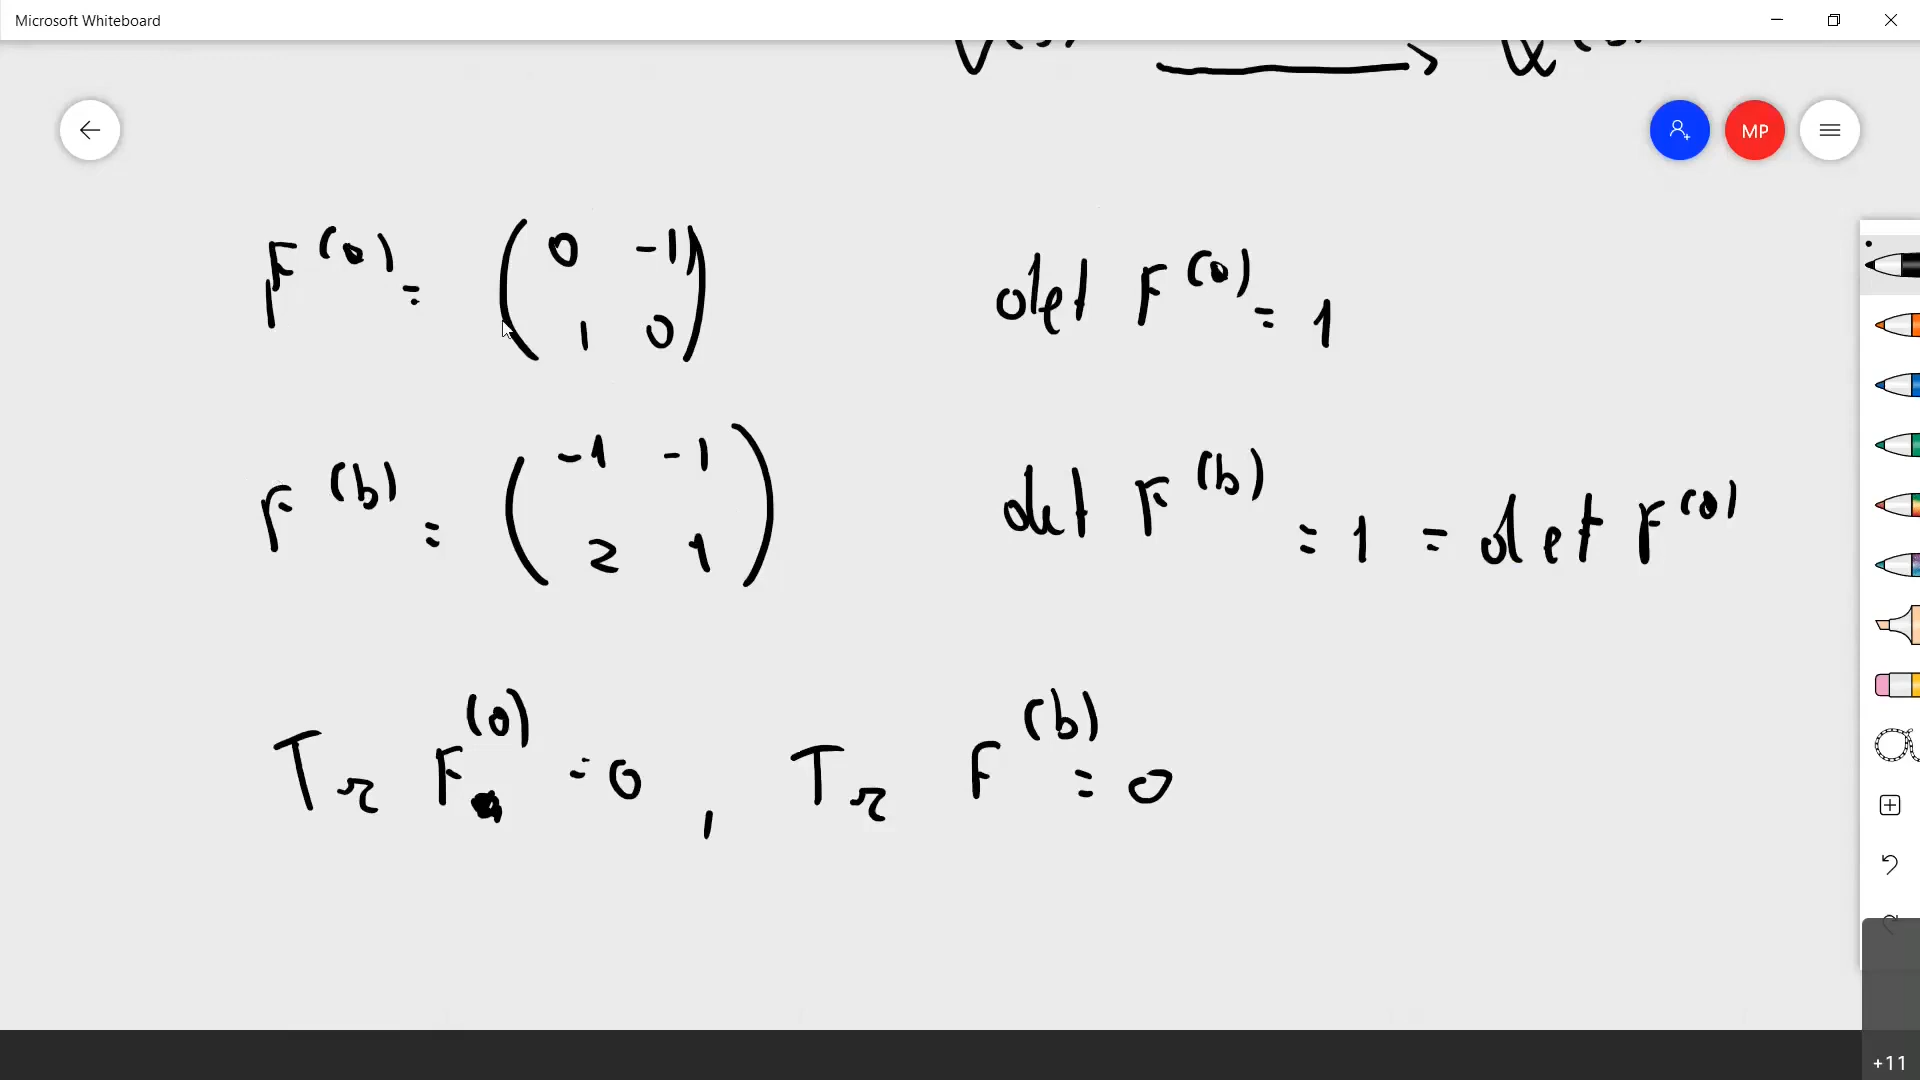 Microsoft Whiteboard
MP
F^(a) = ( 0 -1
1 0 ) det F^(a) = 1
F^(b) = ( -1 -1
2 1 ) det F^(b) = 1 = det F^(a)
Tr F^(a) = 0 , Tr F^(b) = 0
+11